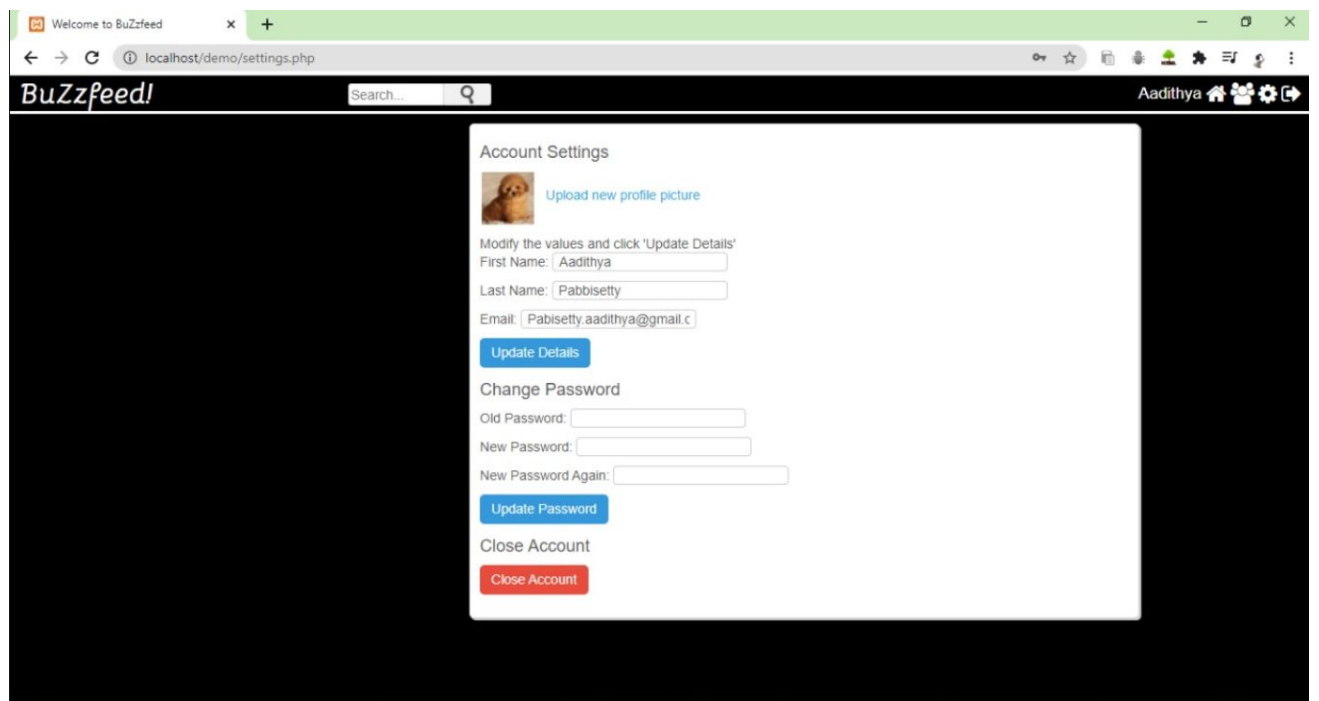 Welcome to BuZzfeed
localhost/demo/settings.php
BuZzfeed!
Search...
Aadithya
Account Settings
Upload new profile picture
Modify the values and click 'Update Details'
First Name: Aadithya
Last Name: Pabbisetty
Email: Pabisetty.aadithya@gmail.c
Update Details
Change Password
Old Password:
New Password:
New Password Again:
Update Password
Close Account
Close Account